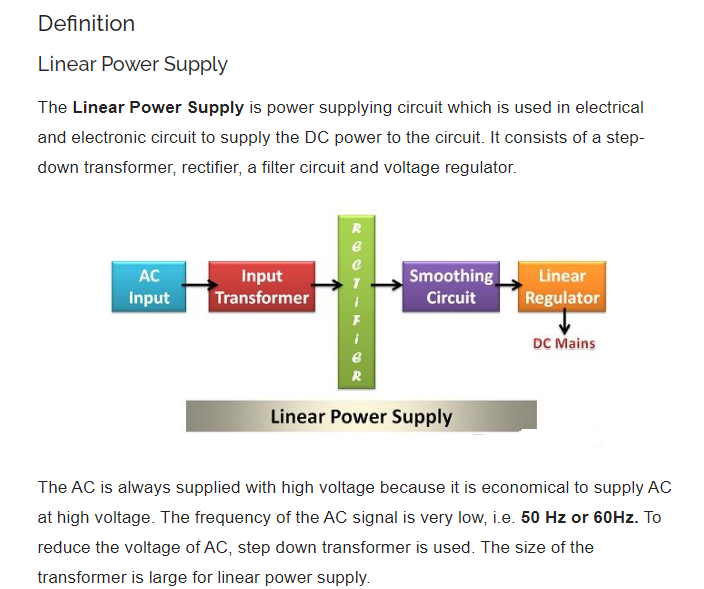 Definition
Linear Power Supply
The Linear Power Supply is power supplying circuit which is used in electrical
and electronic circuit to supply the DC power to the circuit. It consists of a step-
down transformer, rectifier, a filter circuit and voltage regulator.
AC
Input
Input
Transformer
Rectifier
Smoothing
Circuit
Linear
Regulator
DC Mains
Linear Power Supply
The AC is always supplied with high voltage because it is economical to supply AC
at high voltage. The frequency of the AC signal is very low, i.e. 50 Hz or 60Hz. To
reduce the voltage of AC, step down transformer is used. The size of the
transformer is large for linear power supply.